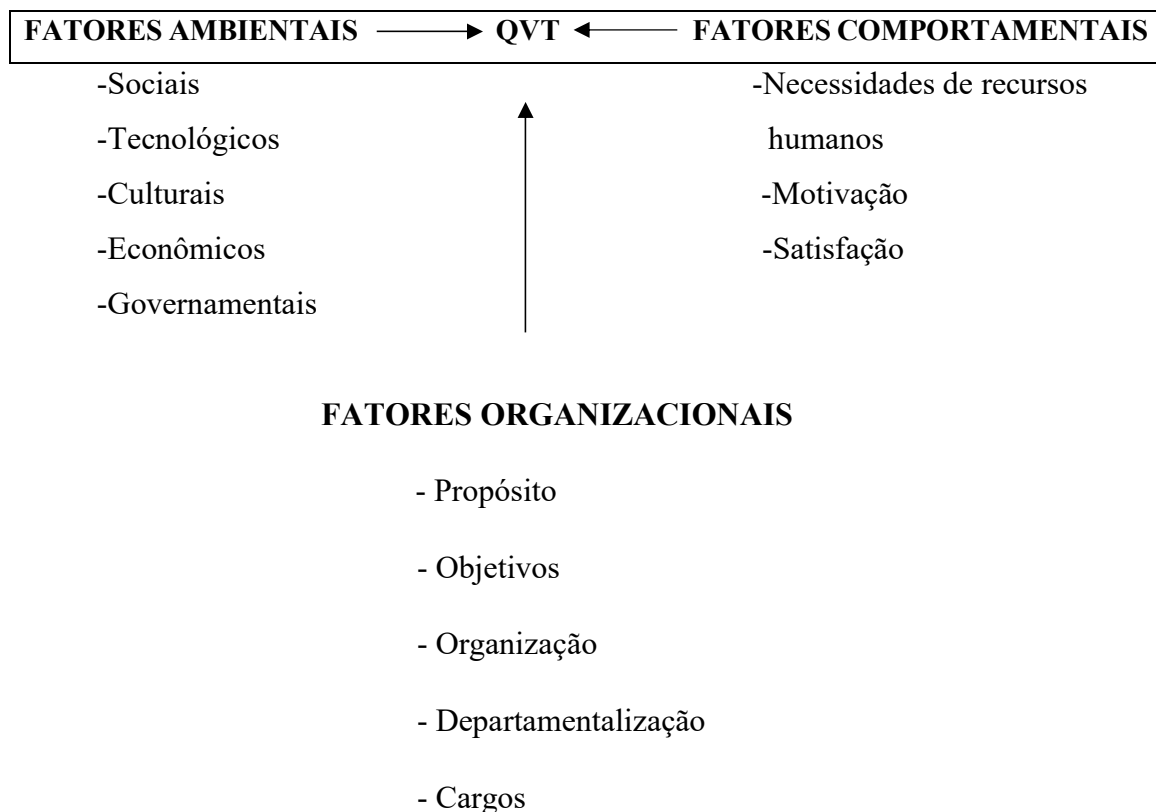 FATORES AMBIENTAIS QVT FATORES COMPORTAMENTAIS
-Sociais
-Tecnológicos
-Culturais
-Econômicos
-Governamentais
-Necessidades de recursos
humanos
-Motivação
-Satisfação
FATORES ORGANIZACIONAIS
- Propósito
- Objetivos
- Organização
- Departamentalização
- Cargos